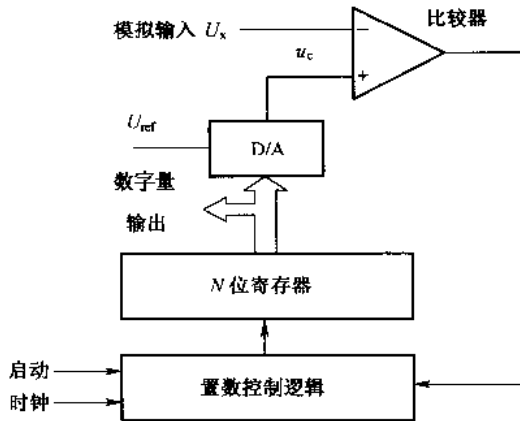 比较器
模拟输入 Ux
−
uc
+
Uref
D/A
数字量
输出
N 位寄存器
启动
时钟
置数控制逻辑